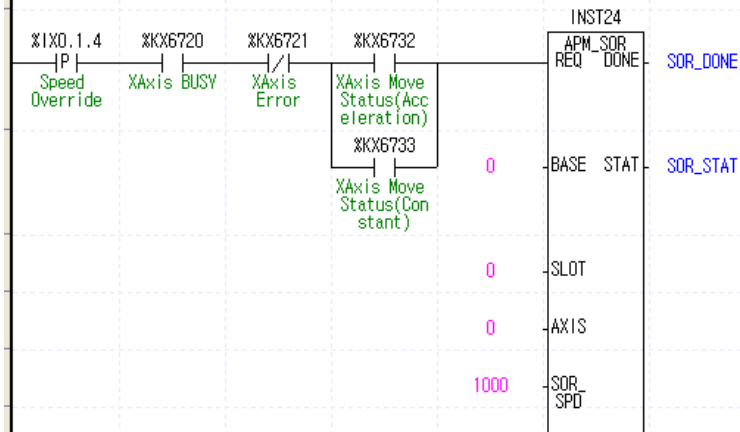 INST24
%IX0.1.4 %KX6720 %KX6721 %KX6732 APM_SOR
P REQ DONE SOR_DONE
Speed XAxis BUSY XAxis XAxis Move
Override Error Status(Acc
eleration)
%KX6733
0 BASE STAT SOR_STAT
XAxis Move
Status(Con
stant)
0 SLOT
0 AXIS
1000 SOR_
SPD